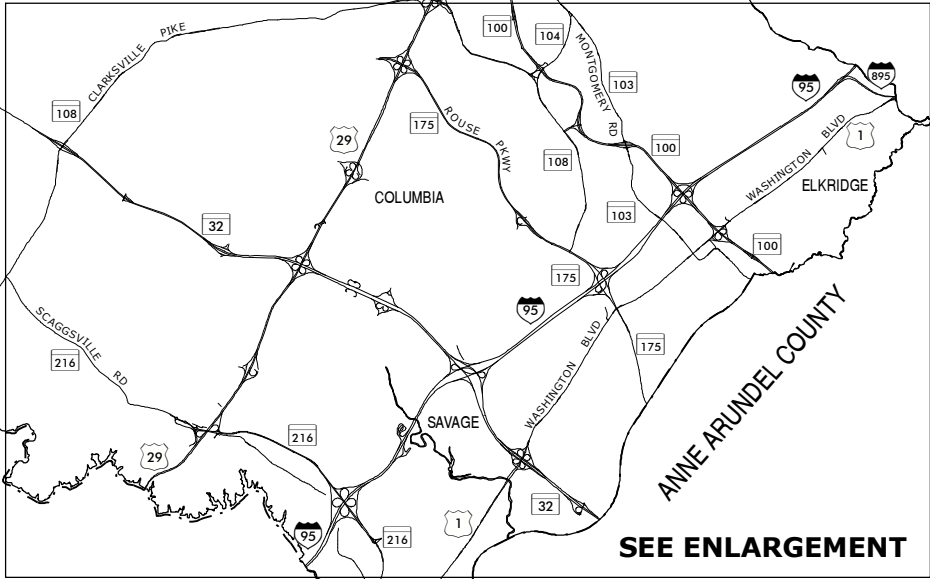 CLARKSVILLE PIKE
100
104
MONTGOMERY RD
103
95
895
108
175
ROUSE PKWY
29
1
WASHINGTON BLVD
100
108
COLUMBIA
ELKRIDGE
32
103
100
175
95
SCAGGSVILLE RD
216
175
WASHINGTON BLVD
ANNE ARUNDEL COUNTY
SAVAGE
216
29
32
1
95
216
SEE ENLARGEMENT